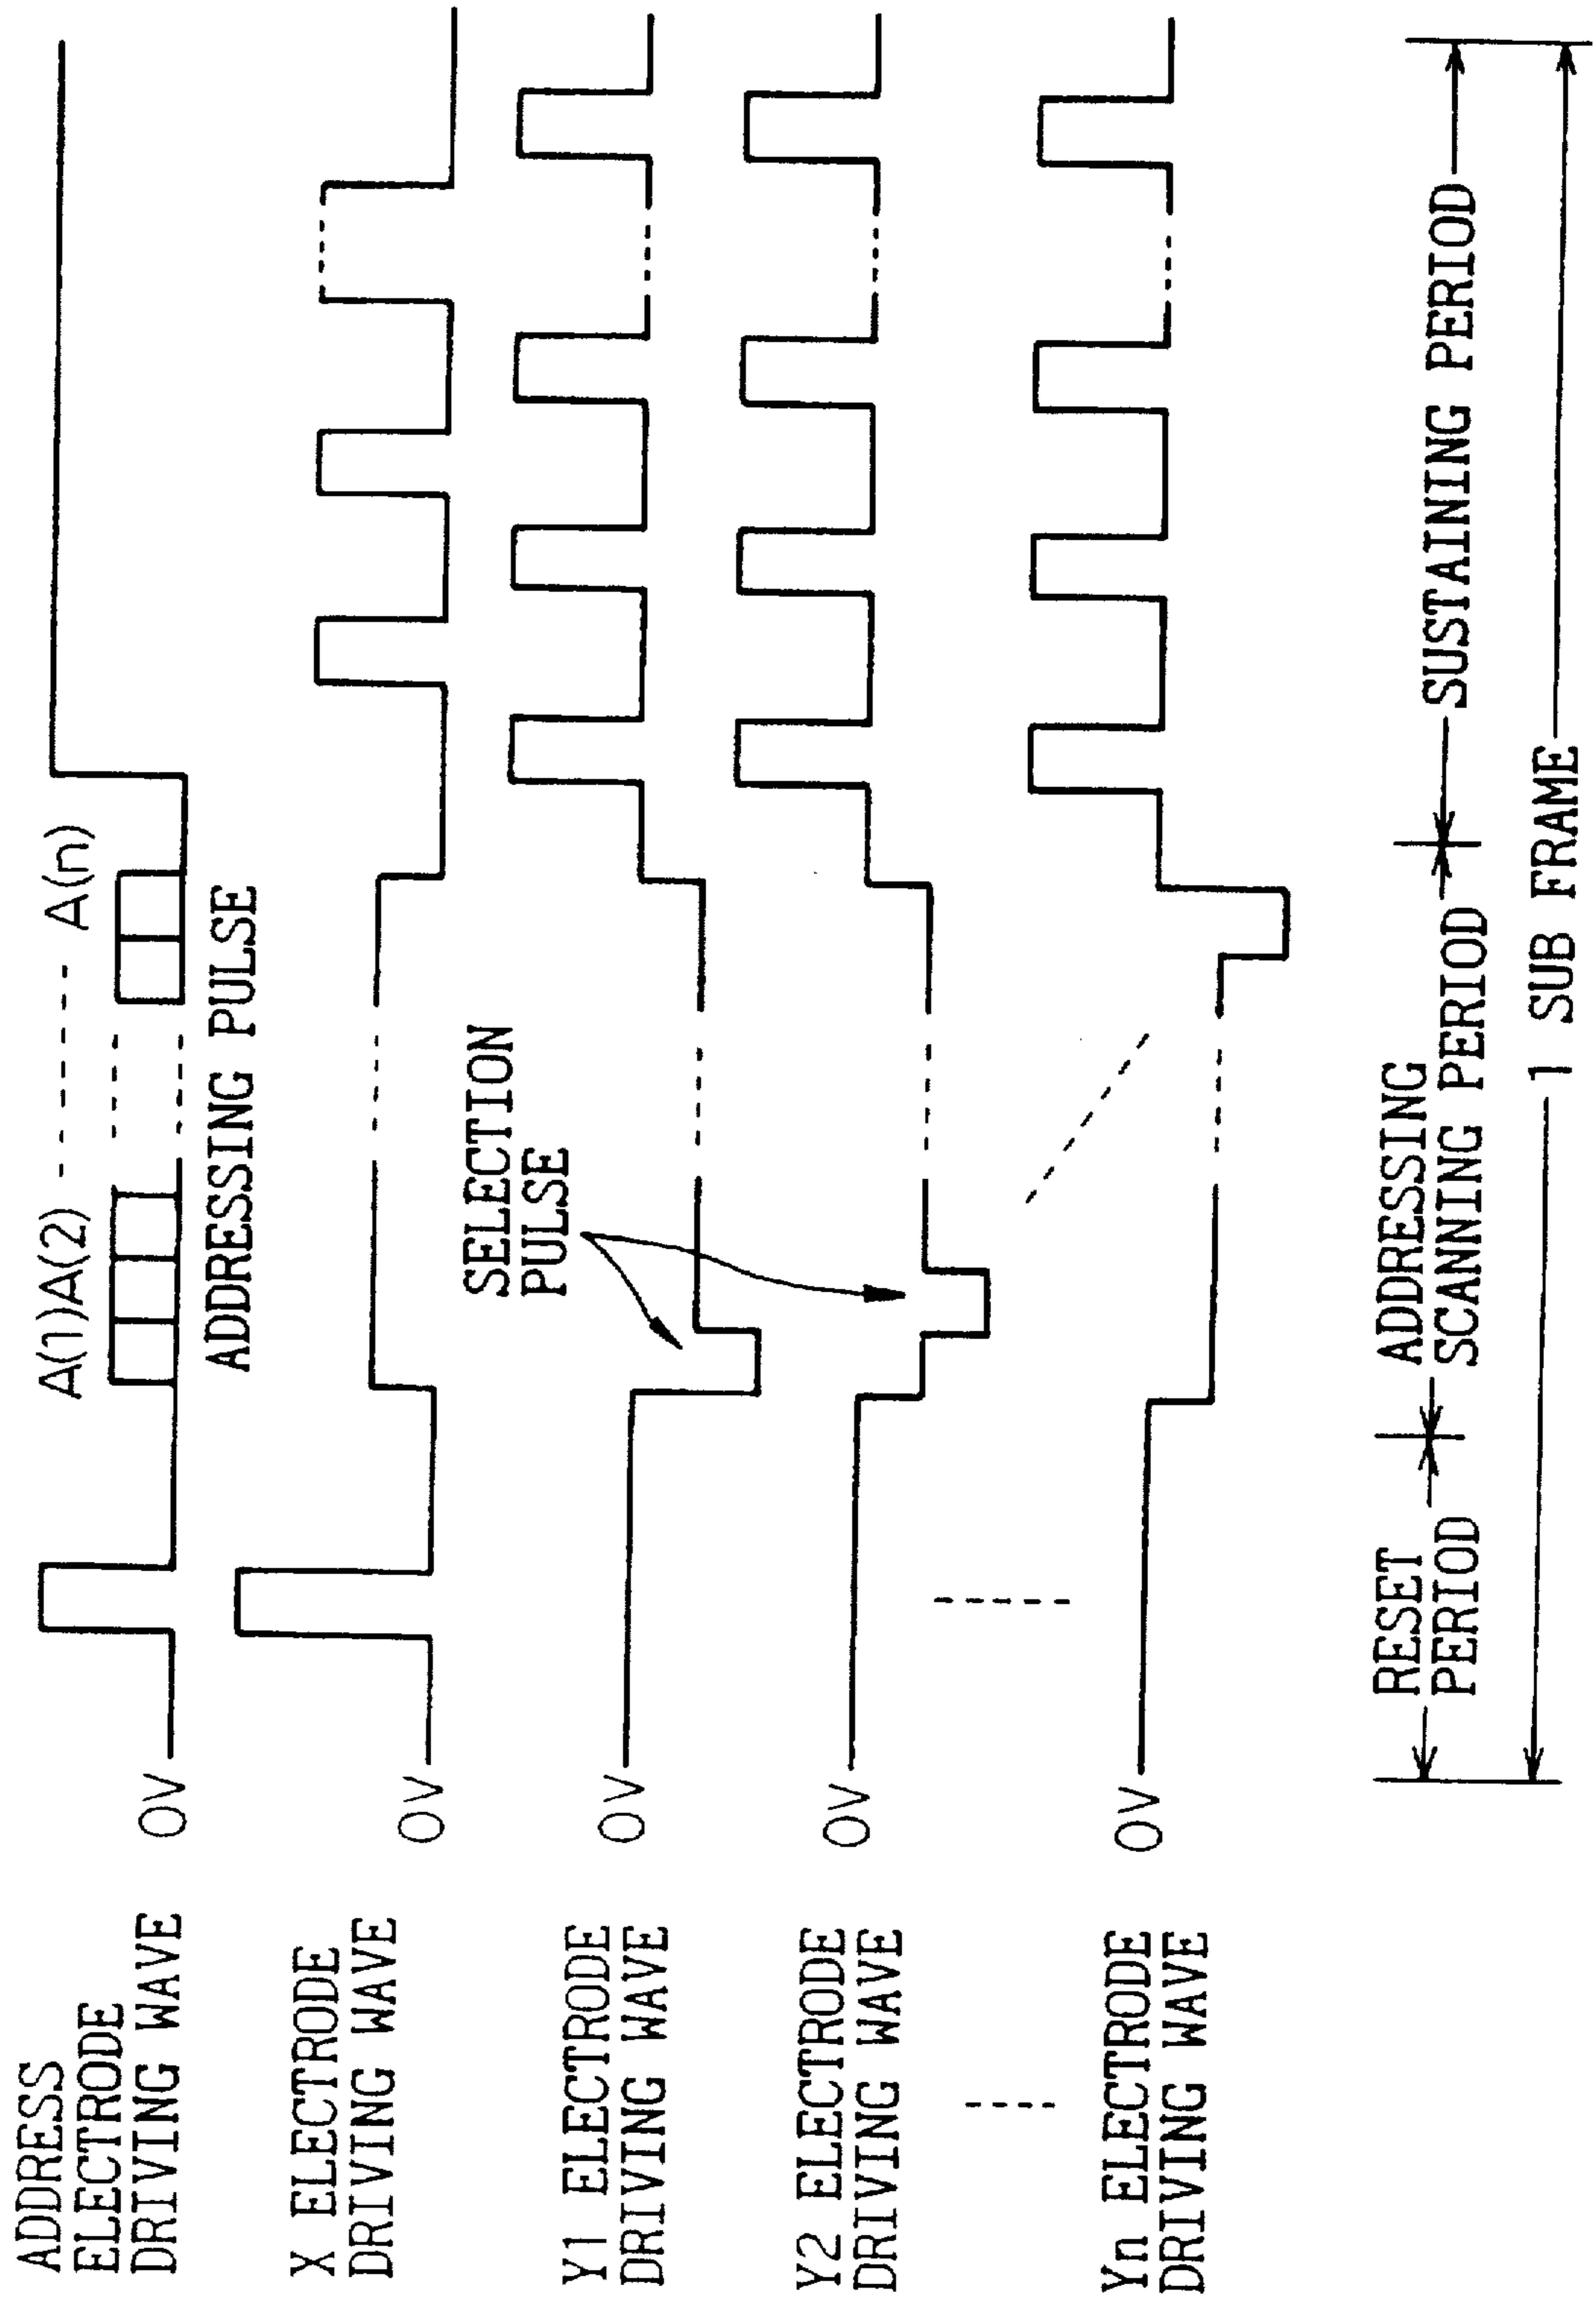 ADDRESS
ELECTRODE
DRIVING WAVE
0V
A(1)A(2)
A(n)
ADDRESSING PULSE
X ELECTRODE
DRIVING WAVE
0V
SELECTION
PULSE
Y1 ELECTRODE
DRIVING WAVE
0V
Y2 ELECTRODE
DRIVING WAVE
0V
Yn ELECTRODE
DRIVING WAVE
0V
RESET
PERIOD
ADDRESSING
SCANNING PERIOD
SUSTAINING PERIOD
1 SUB FRAME